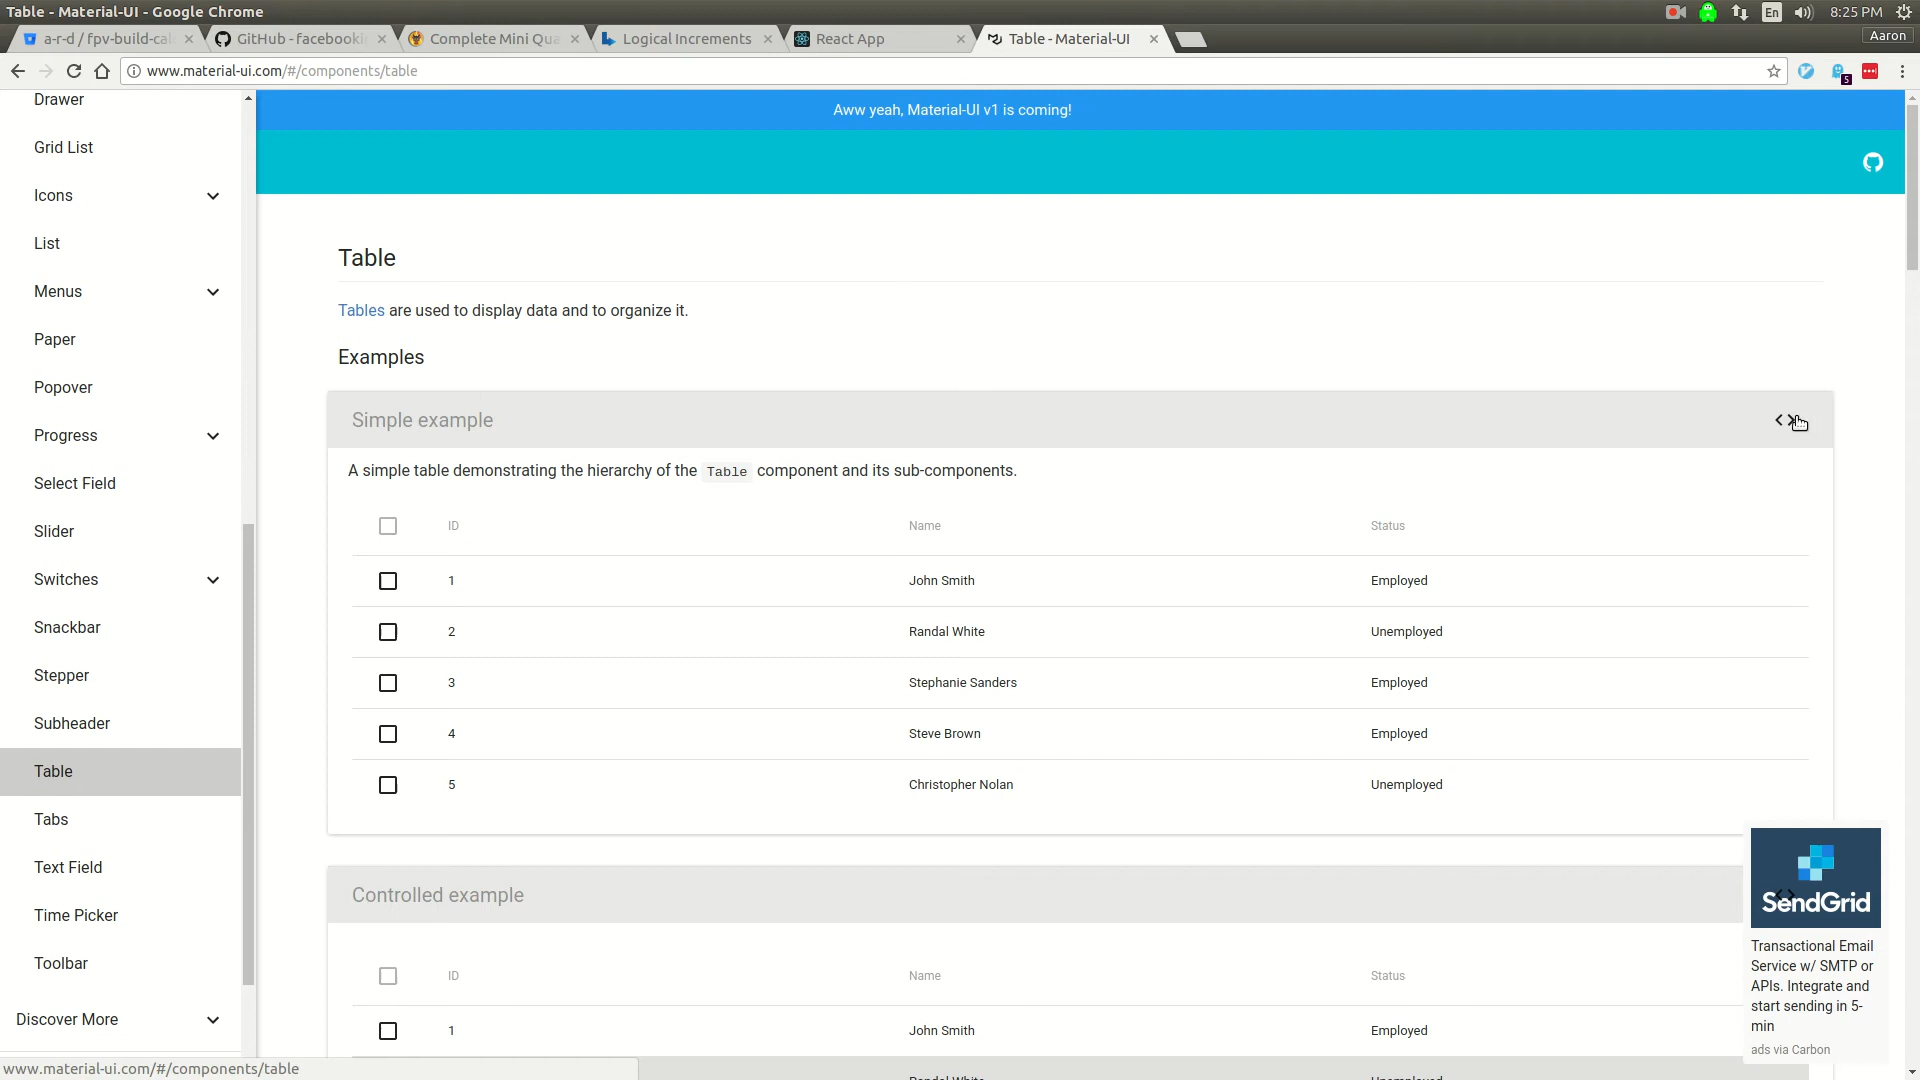 Table - Material-UI - Google Chrome
En
8:25 PM
a-r-d / fpv-build-cal
GitHub - facebooki
Complete Mini Qua
Logical Increments
React App
Table - Material-UI
Aaron
www.material-ui.com/#/components/table
5
Drawer
Grid List
Icons
List
Menus
Paper
Popover
Progress
Select Field
Slider
Switches
Snackbar
Stepper
Subheader
Table
Tabs
Text Field
Time Picker
Toolbar
Discover More
www.material-ui.com/#/components/table
Aww yeah, Material-UI v1 is coming!
Table
Tables are used to display data and to organize it.
Examples
Simple example
A simple table demonstrating the hierarchy of the Table component and its sub-components.
ID Name Status
1 John Smith Employed
2 Randal White Unemployed
3 Stephanie Sanders Employed
4 Steve Brown Employed
5 Christopher Nolan Unemployed
Controlled example
ID Name Status
1 John Smith Employed
Randal White Unemployed
SendGrid
Transactional Email
Service w/ SMTP or
APIs. Integrate and
start sending in 5-
min
ads via Carbon